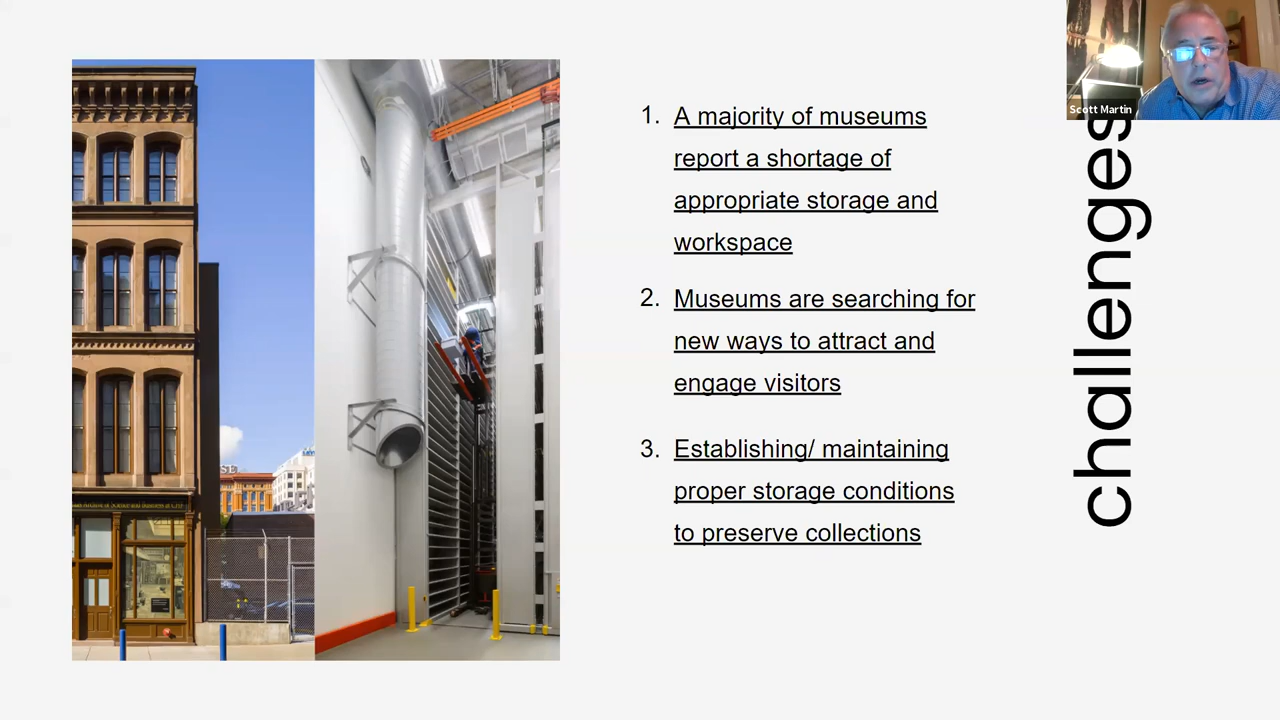 1. A majority of museums
report a shortage of
appropriate storage and
workspace
2. Museums are searching for
new ways to attract and
engage visitors
3. Establishing/ maintaining
proper storage conditions
to preserve collections
challenges
Scott Martin